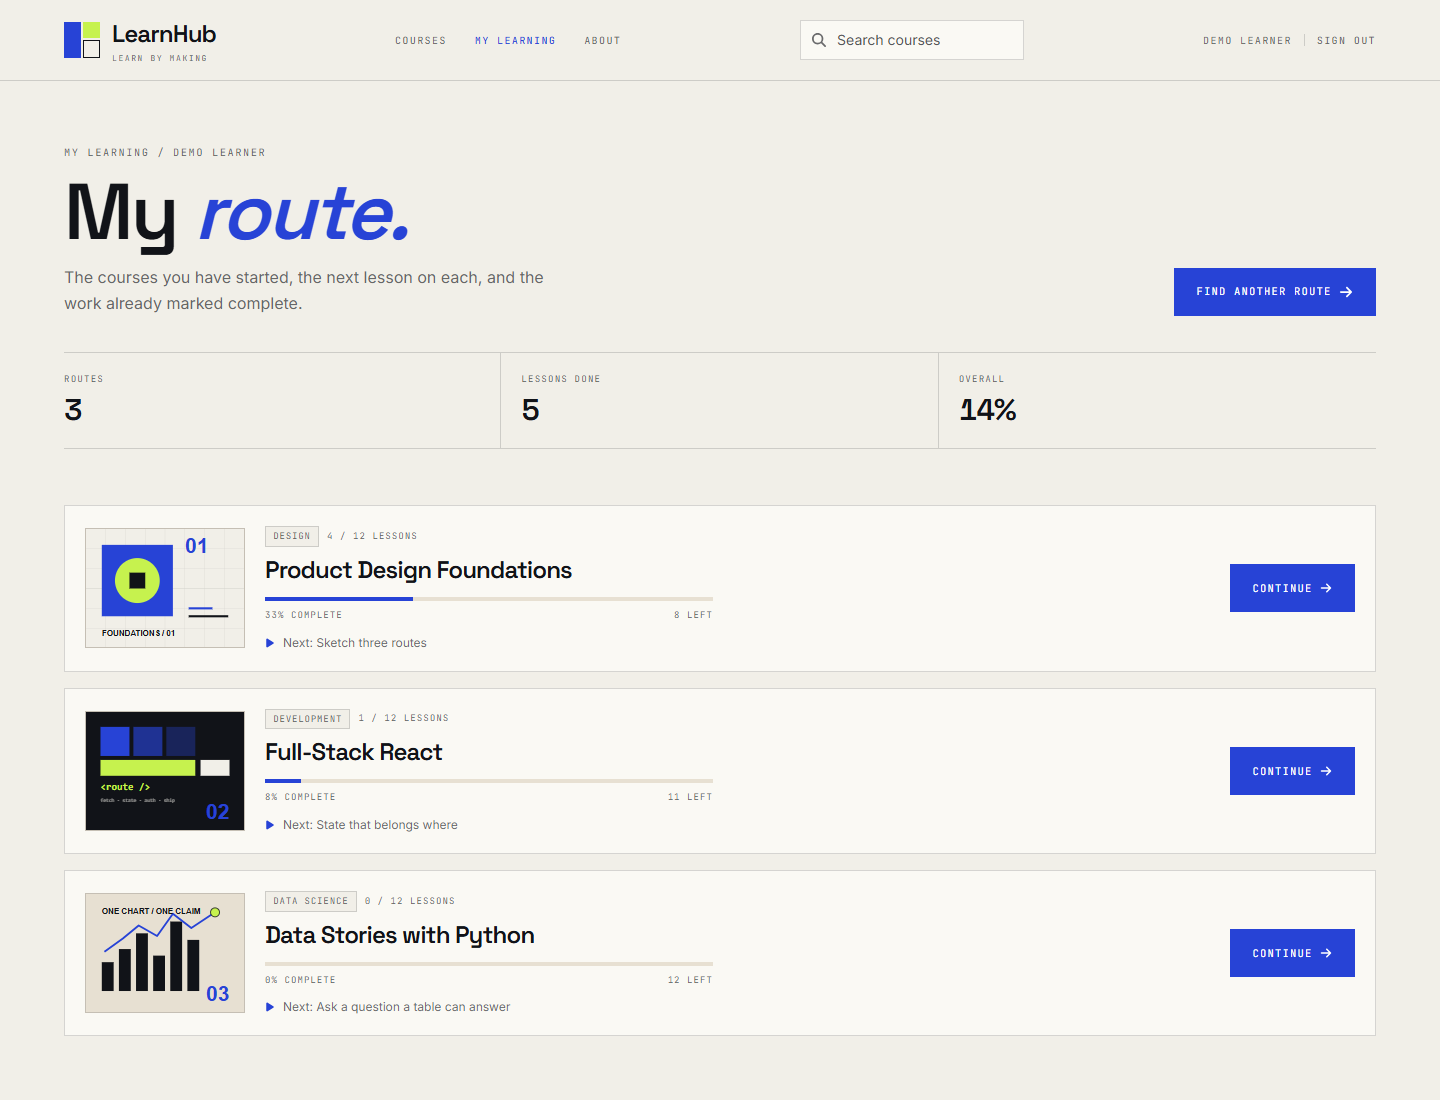 LearnHub
LEARN BY MAKING
COURSES
MY LEARNING
ABOUT
Search courses
DEMO LEARNER
SIGN OUT
MY LEARNING / DEMO LEARNER
My route.
The courses you have started, the next lesson on each, and the
work already marked complete.
FIND ANOTHER ROUTE →
ROUTES
3
LESSONS DONE
5
OVERALL
14%
01
FOUNDATIONS / 01
DESIGN
4 / 12 LESSONS
Product Design Foundations
33% COMPLETE
8 LEFT
Next: Sketch three routes
CONTINUE →
<route />
fetch - state - auth - ship
02
DEVELOPMENT
1 / 12 LESSONS
Full-Stack React
8% COMPLETE
11 LEFT
Next: State that belongs where
CONTINUE →
ONE CHART / ONE CLAIM
03
DATA SCIENCE
0 / 12 LESSONS
Data Stories with Python
0% COMPLETE
12 LEFT
Next: Ask a question a table can answer
CONTINUE →